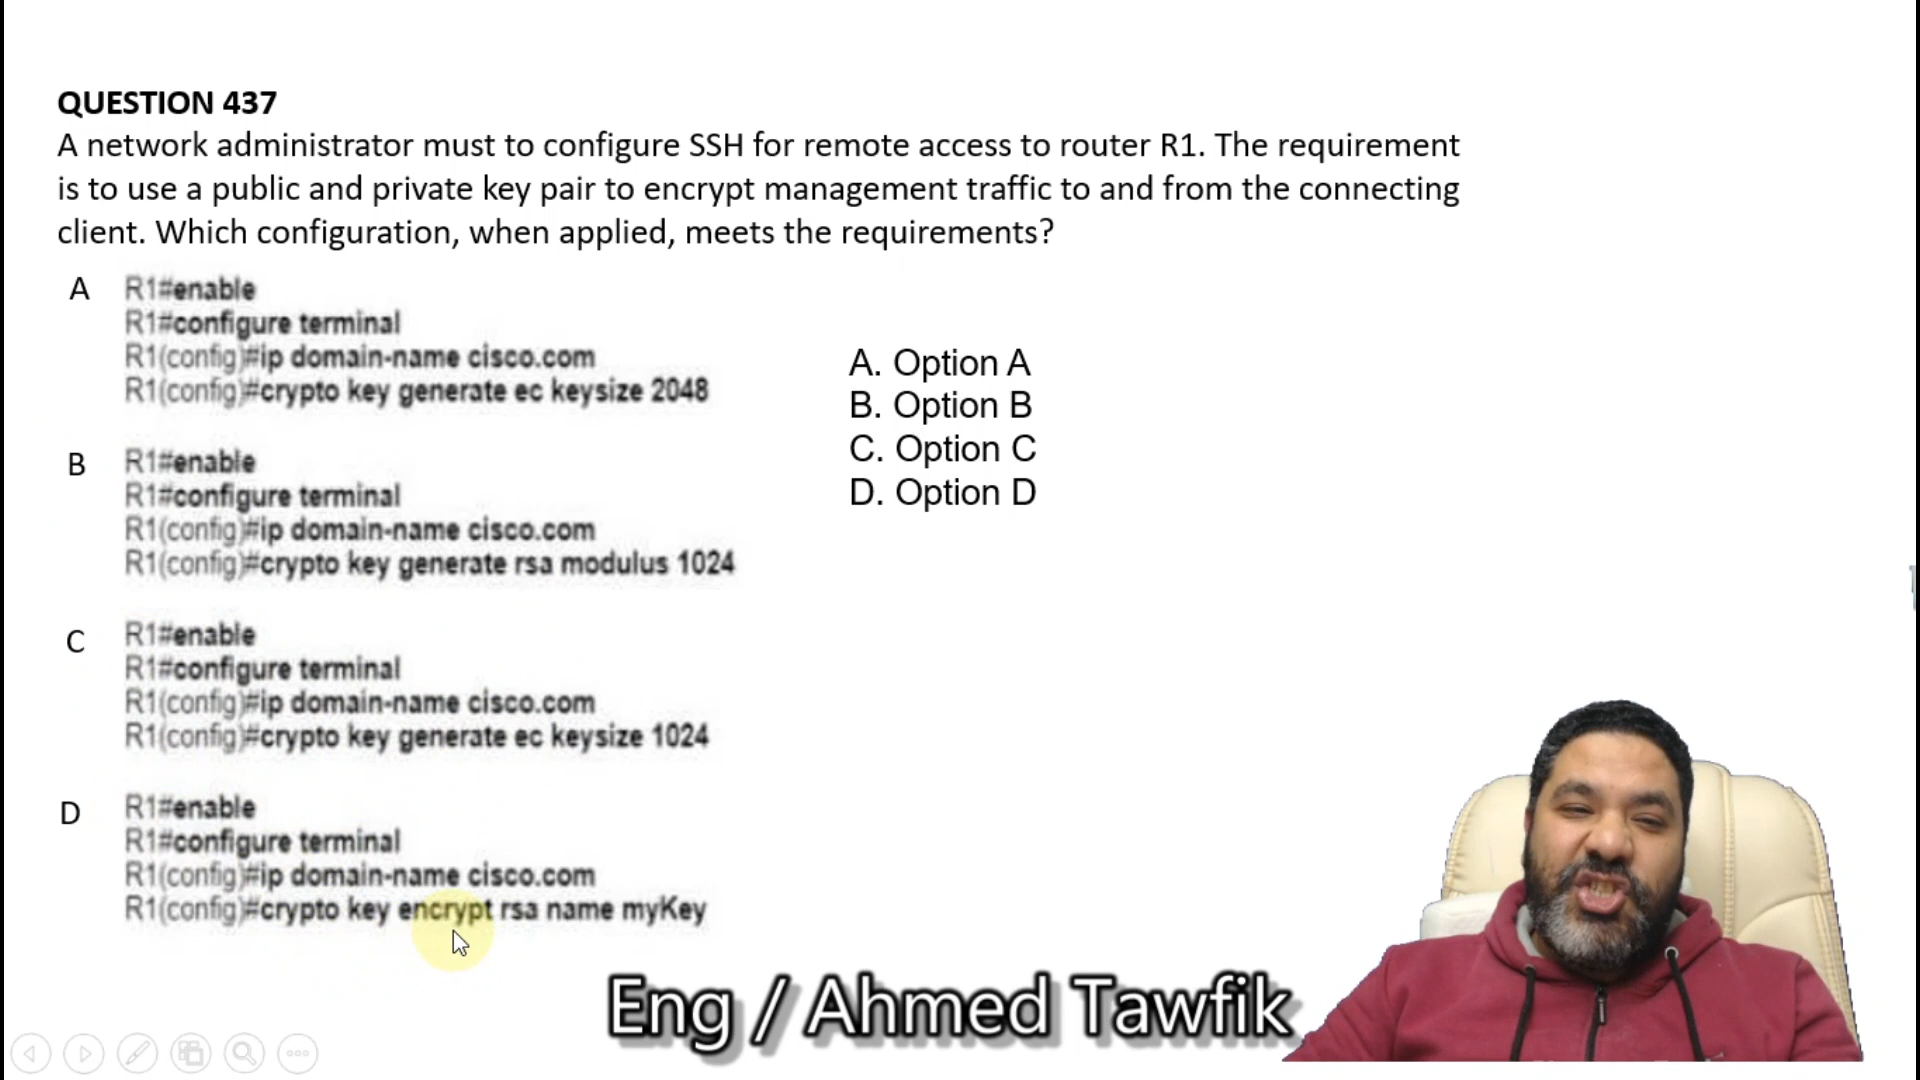 QUESTION 437
A network administrator must to configure SSH for remote access to router R1. The requirement
is to use a public and private key pair to encrypt management traffic to and from the connecting
client. Which configuration, when applied, meets the requirements?
A R1#enable
R1#configure terminal
R1(config)#ip domain-name cisco.com
R1(config)#crypto key generate ec keysize 2048
B R1#enable
R1#configure terminal
R1(config)#ip domain-name cisco.com
R1(config)#crypto key generate rsa modulus 1024
C R1#enable
R1#configure terminal
R1(config)#ip domain-name cisco.com
R1(config)#crypto key generate ec keysize 1024
D R1#enable
R1#configure terminal
R1(config)#ip domain-name cisco.com
R1(config)#crypto key encrypt rsa name myKey
A. Option A
B. Option B
C. Option C
D. Option D
Eng / Ahmed Tawfik